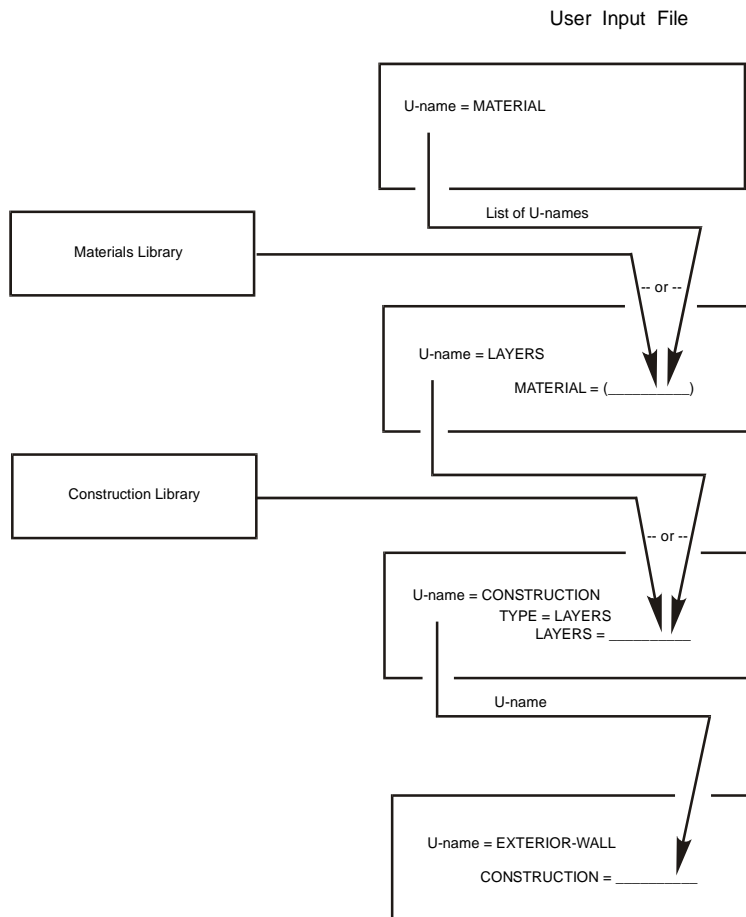 User Input File
U-name = MATERIAL
List of U-names
Materials Library
-- or --
U-name = LAYERS
MATERIAL = (__________)
Construction Library
-- or --
U-name = CONSTRUCTION
TYPE = LAYERS
LAYERS = __________
U-name
U-name = EXTERIOR-WALL
CONSTRUCTION = __________